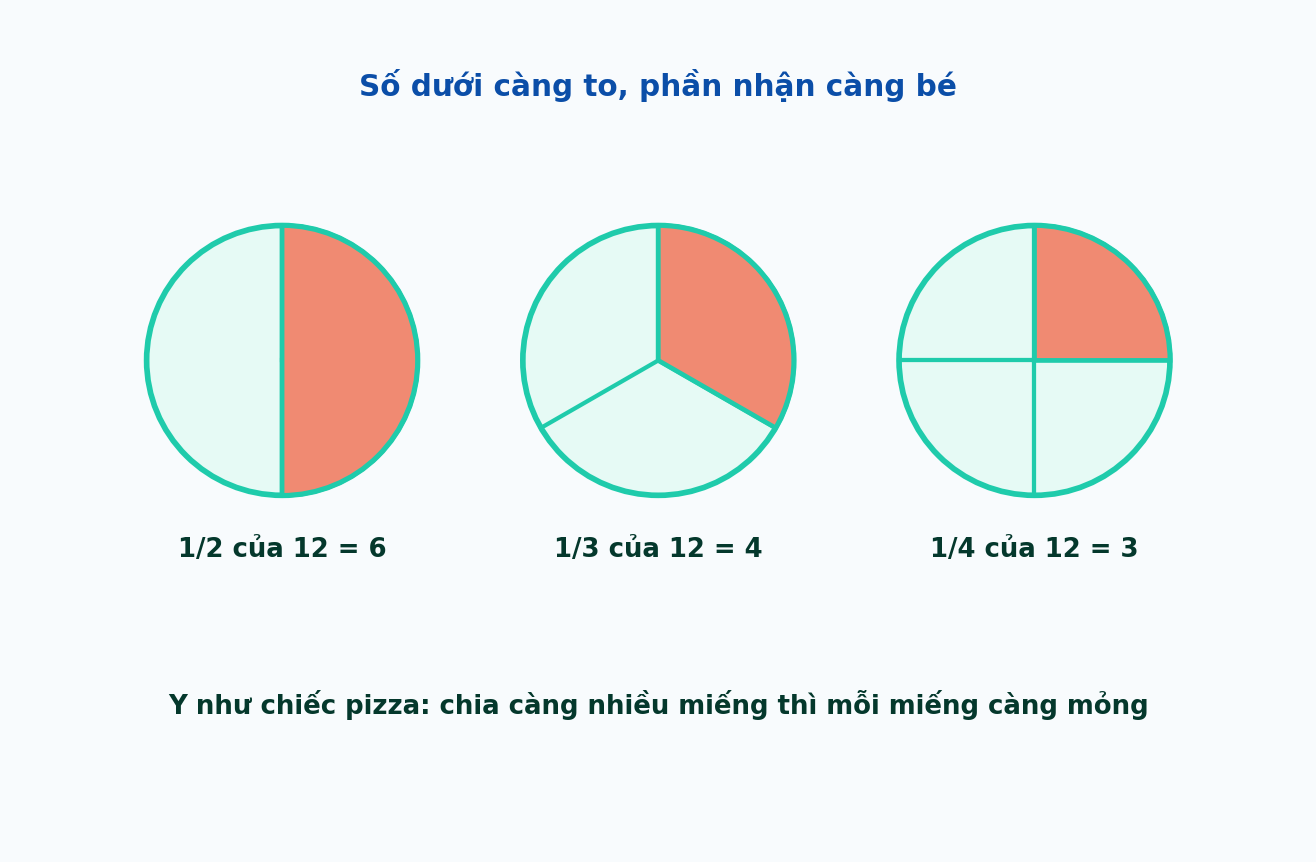 Số dưới càng to, phần nhận càng bé
1/2 của 12 = 6
1/3 của 12 = 4
1/4 của 12 = 3
Y như chiếc pizza: chia càng nhiều miếng thì mỗi miếng càng mỏng